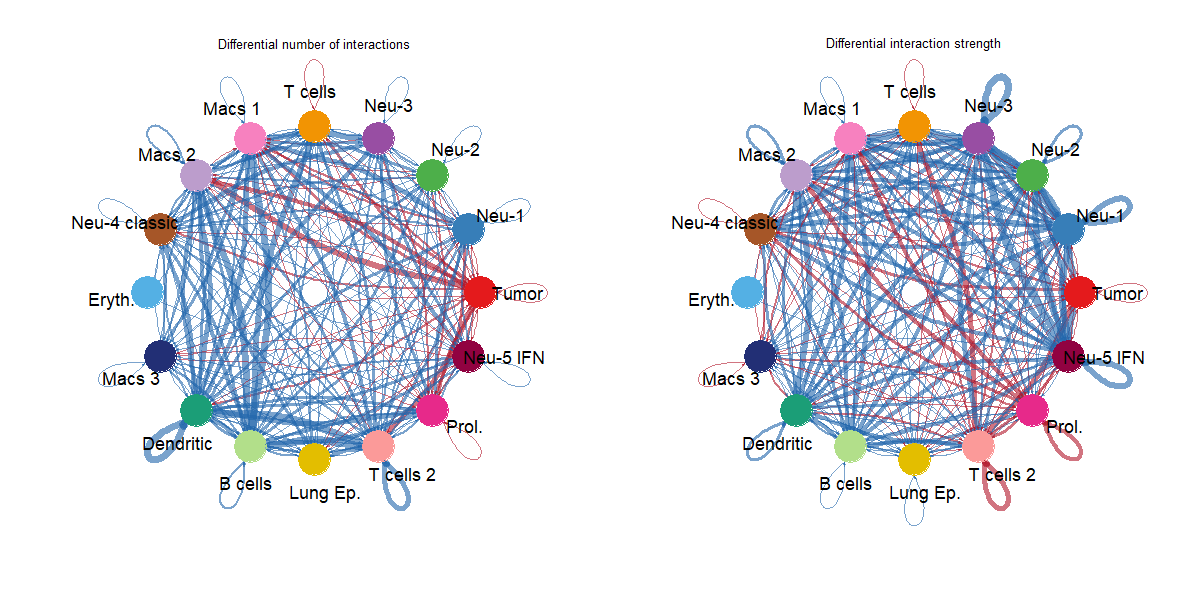 Differential number of interactions
T cells
Macs 1
Neu-3
Macs 2
Neu-2
Neu-4 classic
Neu-1
Eryth.
Tumor
Macs 3
Neu-5 IFN
Dendritic
Prol.
B cells
T cells 2
Lung Ep.
Differential interaction strength
T cells
Macs 1
Neu-3
Macs 2
Neu-2
Neu-4 classic
Neu-1
Eryth.
Tumor
Macs 3
Neu-5 IFN
Dendritic
Prol.
B cells
T cells 2
Lung Ep.